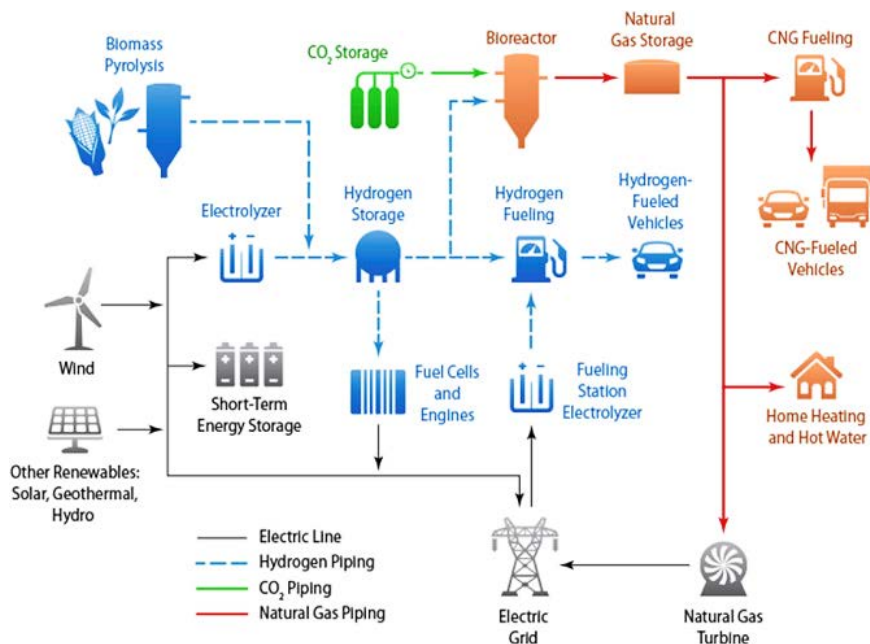 Biomass
Pyrolysis
CO₂ Storage
Bioreactor
Natural
Gas Storage
CNG Fueling
Electrolyzer
Hydrogen
Storage
Hydrogen
Fueling
Hydrogen-
Fueled
Vehicles
CNG-Fueled
Vehicles
Wind
Short-Term
Energy Storage
Fuel Cells
and
Engines
Fueling
Station
Electrolyzer
Home Heating
and Hot Water
Other Renewables:
Solar, Geothermal,
Hydro
Electric Line
Hydrogen Piping
CO₂ Piping
Natural Gas Piping
Electric
Grid
Natural Gas
Turbine